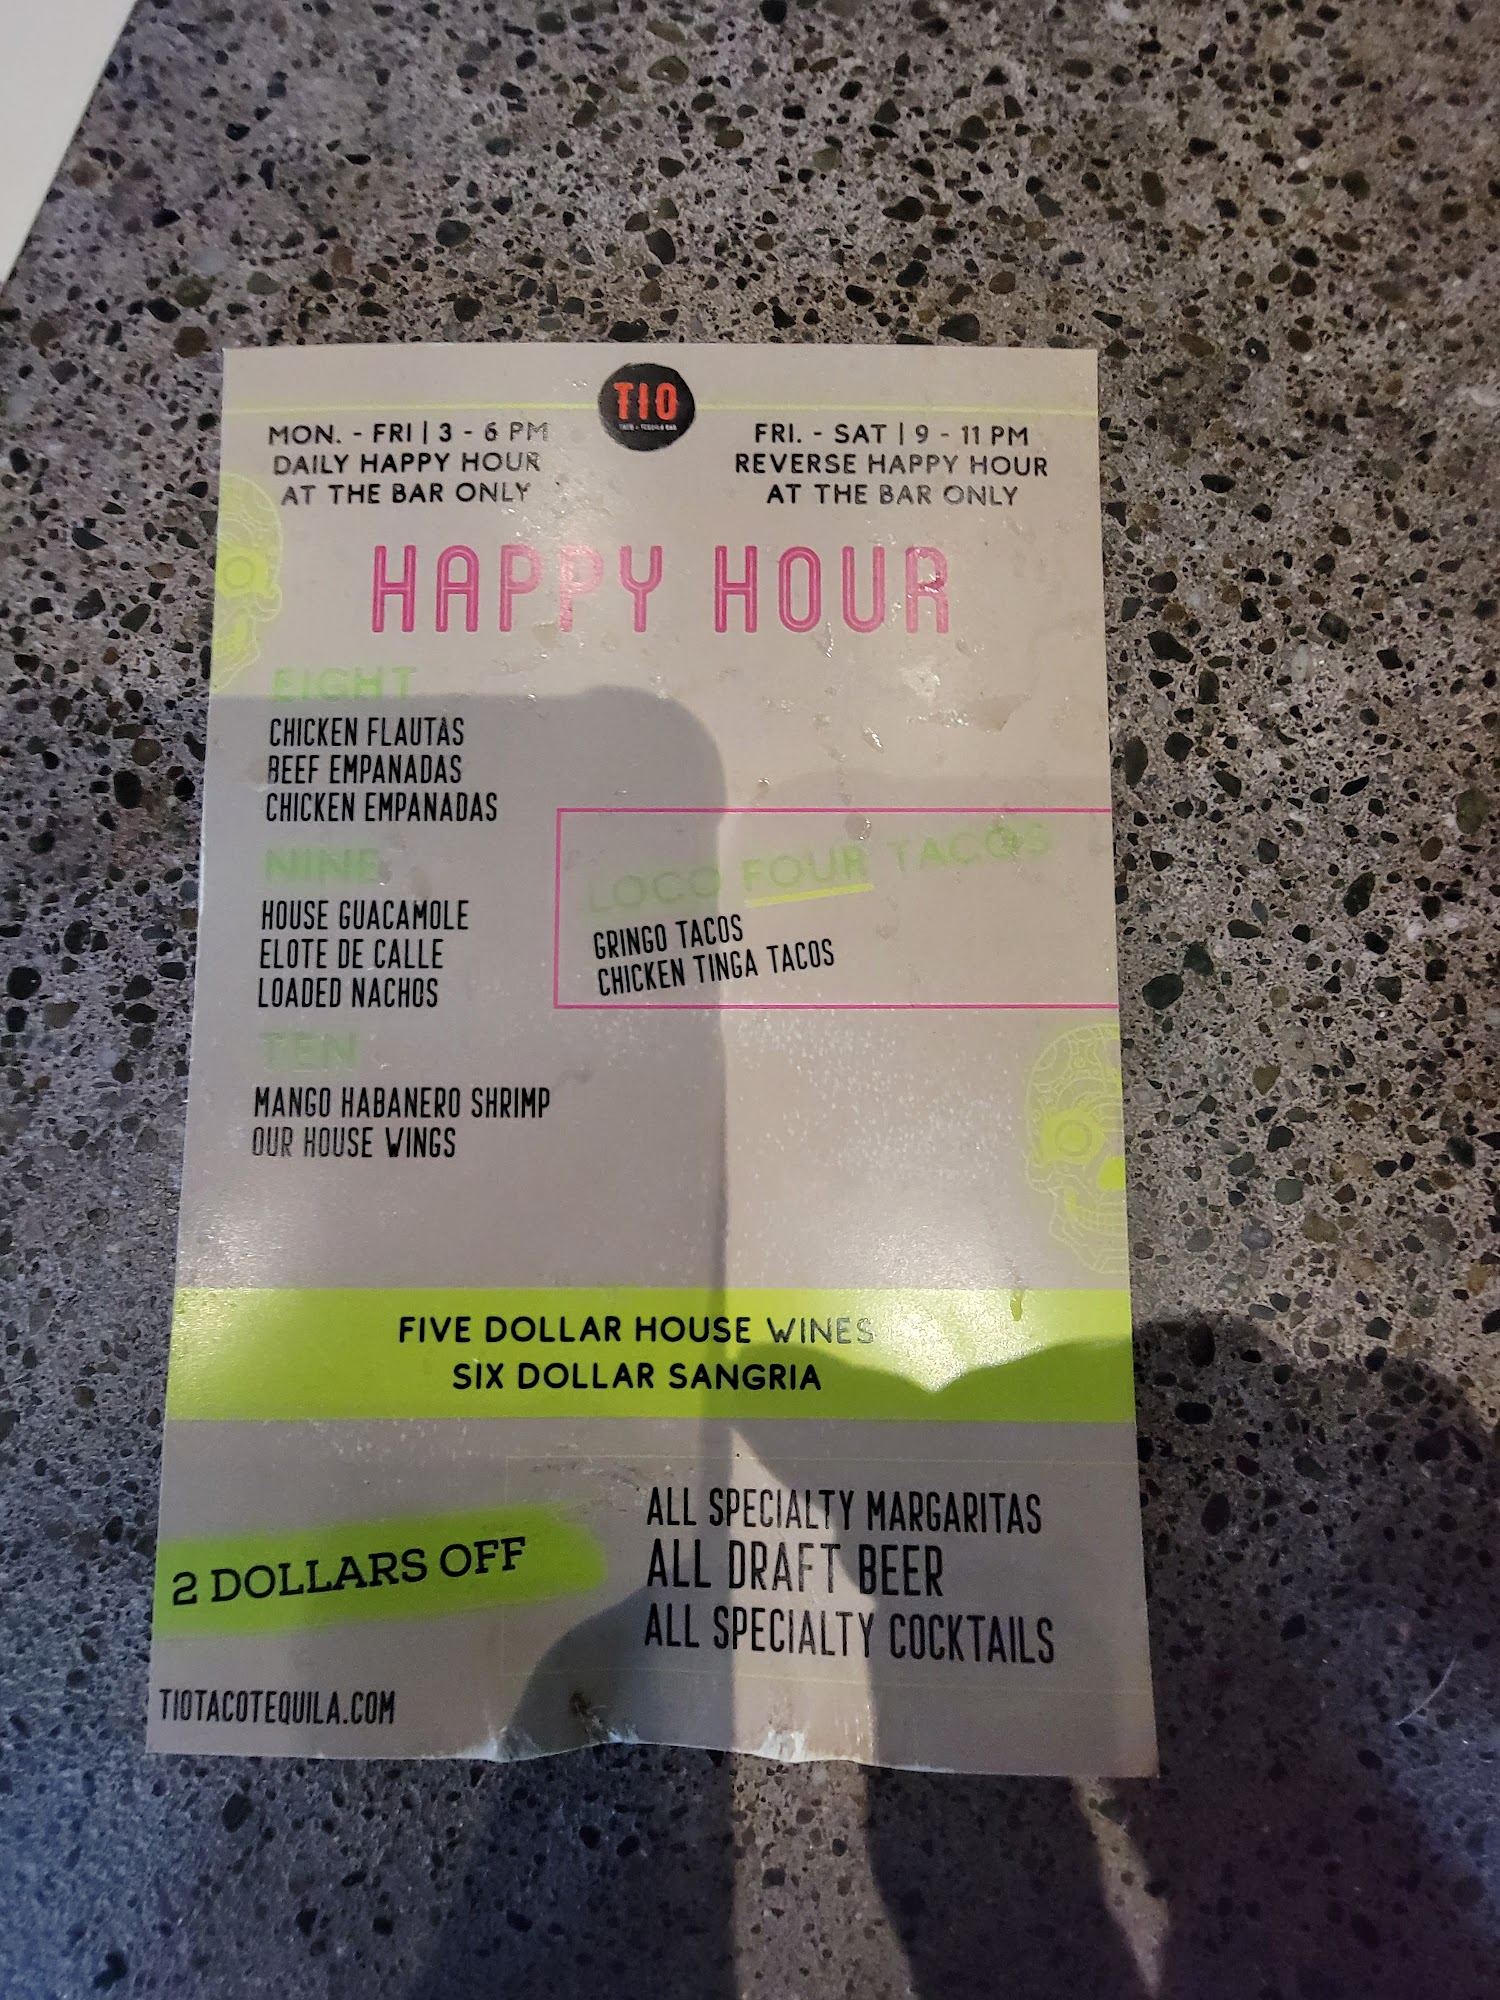 TIO
TACO + TEQUILA BAR
MON. - FRI | 3 - 6 PM
DAILY HAPPY HOUR
AT THE BAR ONLY
FRI. - SAT | 9 - 11 PM
REVERSE HAPPY HOUR
AT THE BAR ONLY
HAPPY HOUR
EIGHT
CHICKEN FLAUTAS
BEEF EMPANADAS
CHICKEN EMPANADAS
NINE
HOUSE GUACAMOLE
ELOTE DE CALLE
LOADED NACHOS
TEN
MANGO HABANERO SHRIMP
OUR HOUSE WINGS
LOCO FOUR TACOS
GRINGO TACOS
CHICKEN TINGA TACOS
FIVE DOLLAR HOUSE WINES
SIX DOLLAR SANGRIA
2 DOLLARS OFF
ALL SPECIALTY MARGARITAS
ALL DRAFT BEER
ALL SPECIALTY COCKTAILS
TIOTACOTEQUILA.COM